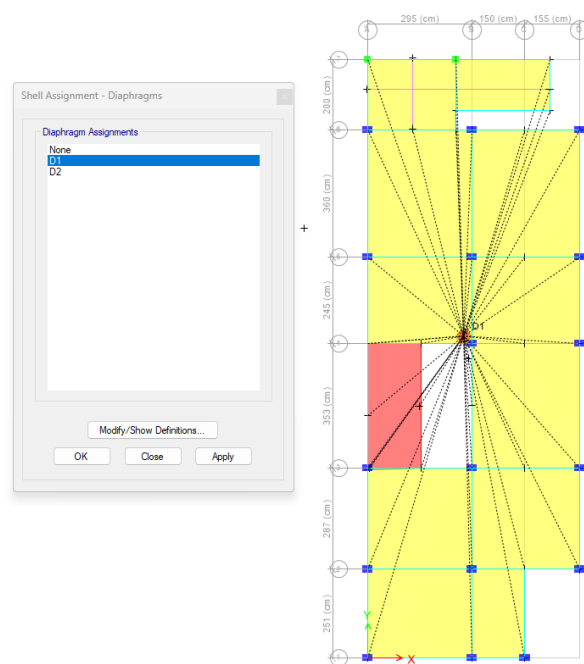 Shell Assignment - Diaphragms
x
Diaphragm Assignments
None
D1
D2
Modify/Show Definitions...
OK
Close
Apply
295 (cm)
150 (cm)
155 (cm)
A
B
C
D
200 (cm)
360 (cm)
245 (cm)
353 (cm)
287 (cm)
251 (cm)
D1
Y
X